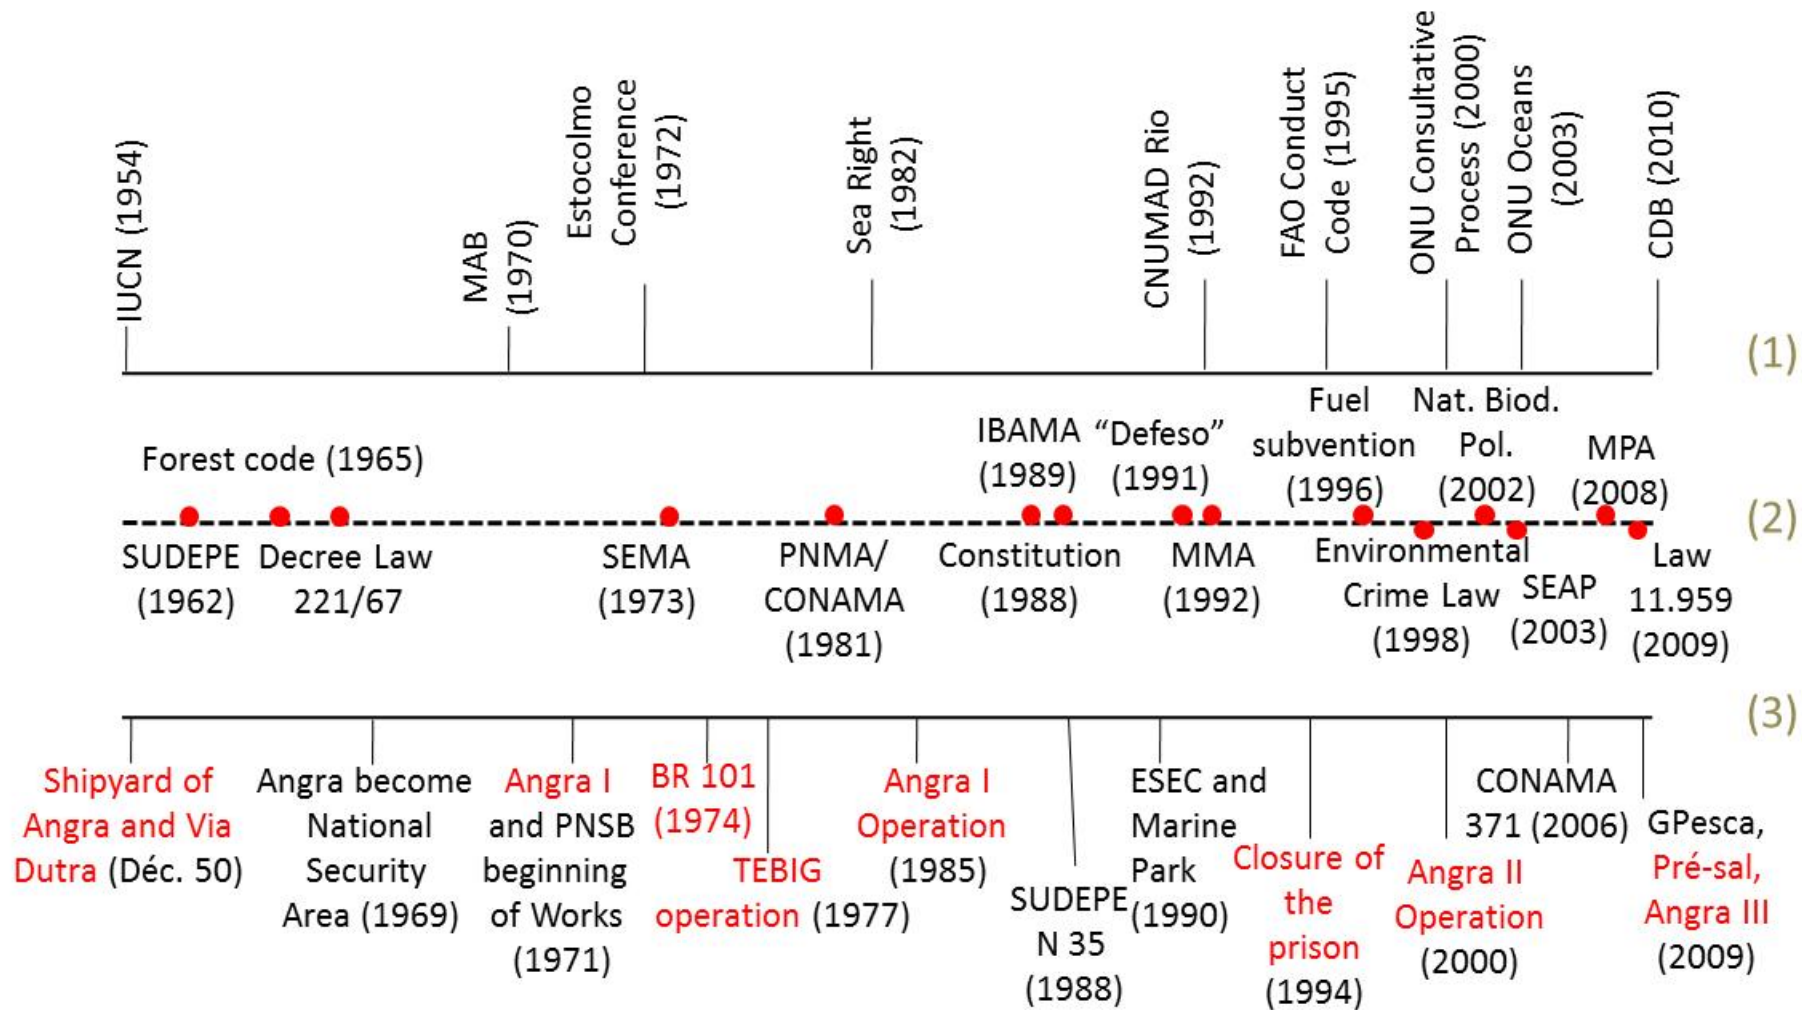 IUCN (1954)
MAB
(1970)
Estocolmo
Conference
(1972)
Sea Right
(1982)
CNUMAD Rio
(1992)
FAO Conduct
Code (1995)
ONU Consultative
Process (2000)
ONU Oceans
(2003)
CDB (2010)
(1)
Forest code (1965)
IBAMA
(1989)
“Defeso”
(1991)
Fuel
subvention
(1996)
Nat. Biod.
Pol.
(2002)
MPA
(2008)
(2)
SUDEPE
(1962)
Decree Law
221/67
SEMA
(1973)
PNMA/
CONAMA
(1981)
Constitution
(1988)
MMA
(1992)
Environmental
Crime Law
(1998)
SEAP
(2003)
Law
11.959
(2009)
(3)
Shipyard of
Angra and Via
Dutra (Déc. 50)
Angra become
National
Security
Area (1969)
Angra I
and PNSB
beginning
of Works
(1971)
BR 101
(1974)
TEBIG
operation (1977)
Angra I
Operation
(1985)
SUDEPE
N 35
(1988)
ESEC and
Marine
Park
(1990)
Closure of
the
prison
(1994)
Angra II
Operation
(2000)
CONAMA
371 (2006)
GPesca,
Pré-sal,
Angra III
(2009)